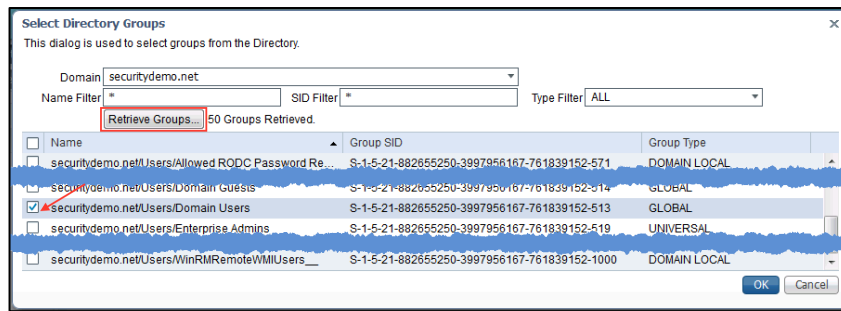 Select Directory Groups
This dialog is used to select groups from the Directory.
Domain securitydemo.net
Name Filter * SID Filter * Type Filter ALL
Retrieve Groups... 50 Groups Retrieved.
Name Group SID Group Type
securitydemo.net/Users/Allowed RODC Password Re... S-1-5-21-882655250-3997956167-761839152-571 DOMAIN LOCAL
securitydemo.net/Users/Domain Guests S-1-5-21-882655250-3997956167-761839152-514 GLOBAL
securitydemo.net/Users/Domain Users S-1-5-21-882655250-3997956167-761839152-513 GLOBAL
securitydemo.net/Users/Enterprise Admins S-1-5-21-882655250-3997956167-761839152-519 UNIVERSAL
securitydemo.net/Users/WinRMRemoteWMIUsers__ S-1-5-21-882655250-3997956167-761839152-1000 DOMAIN LOCAL
OK Cancel